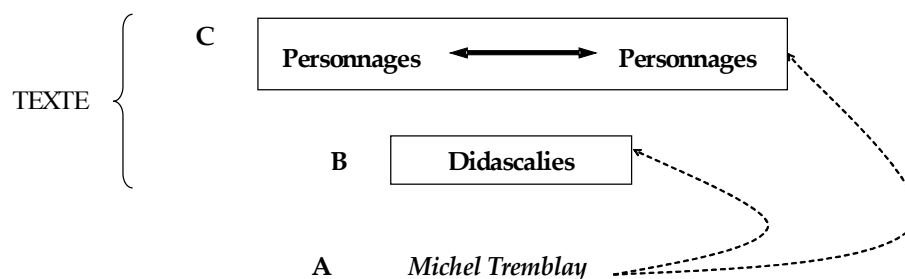 C
Personnages Personnages
TEXTE
B Didascalies
A Michel Tremblay